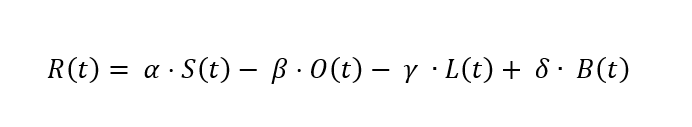 R(t) = α · S(t) − β · O(t) − γ · L(t) + δ · B(t)